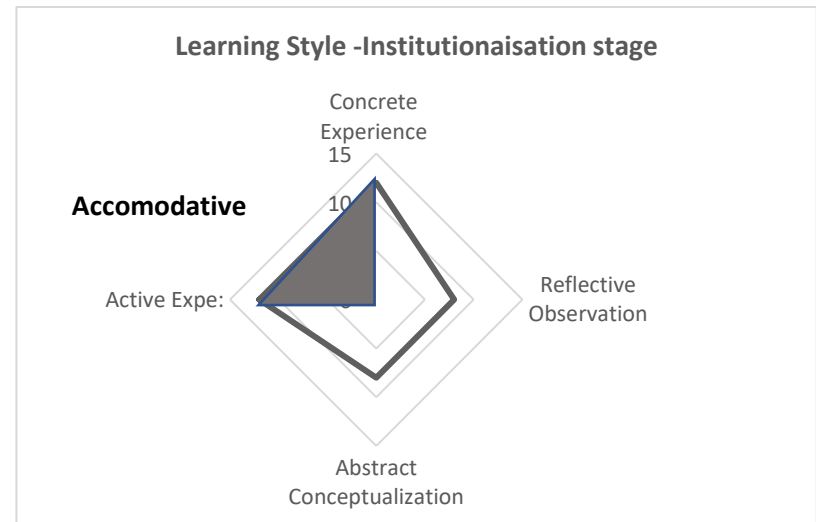 Learning Style -Institutionaisation stage
Concrete
Experience
15
Accomodative
10
Active Expe:
Reflective
Observation
Abstract
Conceptualization